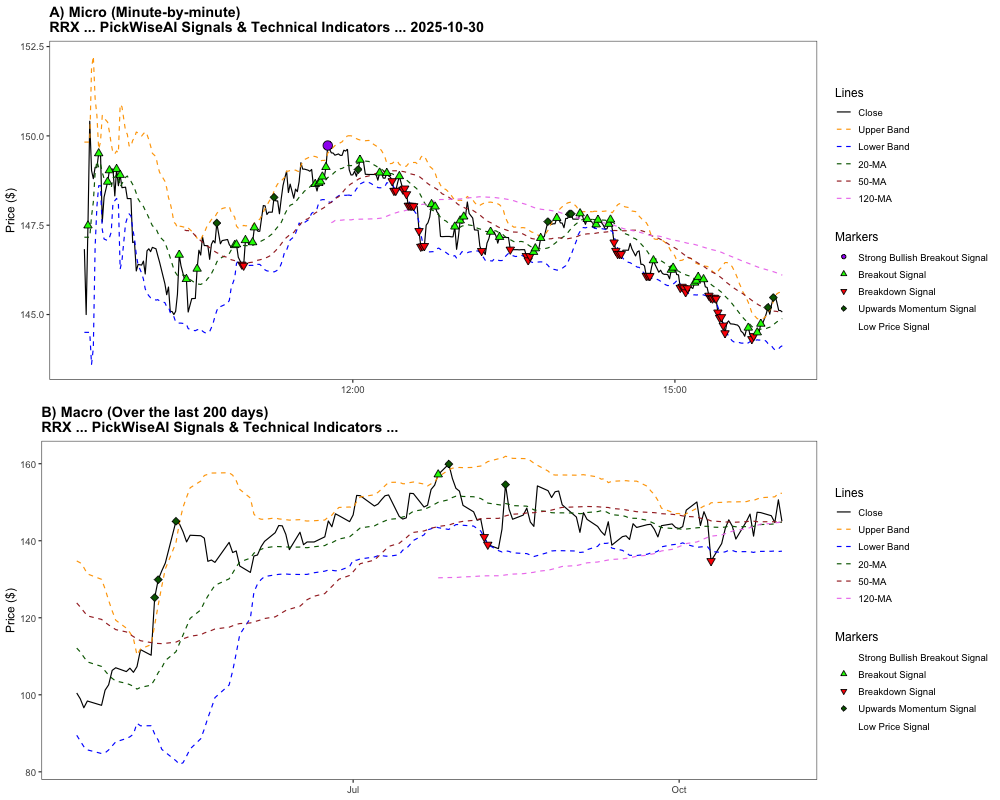 A) Micro (Minute-by-minute)
RRX ... PickWiseAI Signals & Technical Indicators ... 2025-10-30
152.5
150.0
147.5
145.0
Price ($)
12:00
15:00
Lines
Close
Upper Band
Lower Band
20-MA
50-MA
120-MA
Markers
Strong Bullish Breakout Signal
Breakout Signal
Breakdown Signal
Upwards Momentum Signal
Low Price Signal
B) Macro (Over the last 200 days)
RRX ... PickWiseAI Signals & Technical Indicators ...
160
140
120
100
80
Price ($)
Jul
Oct
Lines
Close
Upper Band
Lower Band
20-MA
50-MA
120-MA
Markers
Strong Bullish Breakout Signal
Breakout Signal
Breakdown Signal
Upwards Momentum Signal
Low Price Signal